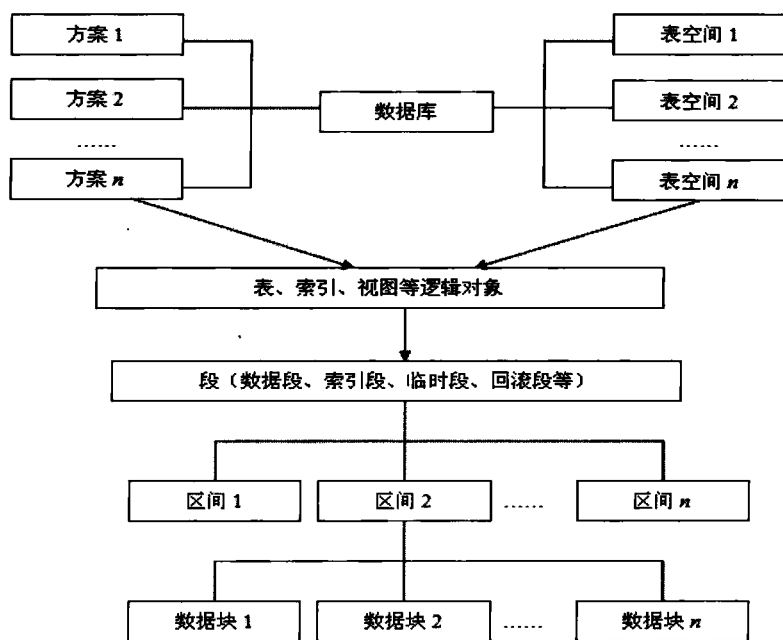 方案 1
表空间 1
方案 2
数据库
表空间 2
......
......
方案 n
表空间 n
表、索引、视图等逻辑对象
段（数据段、索引段、临时段、回滚段等）
区间 1
区间 2
......
区间 n
数据块 1
数据块 2
......
数据块 n